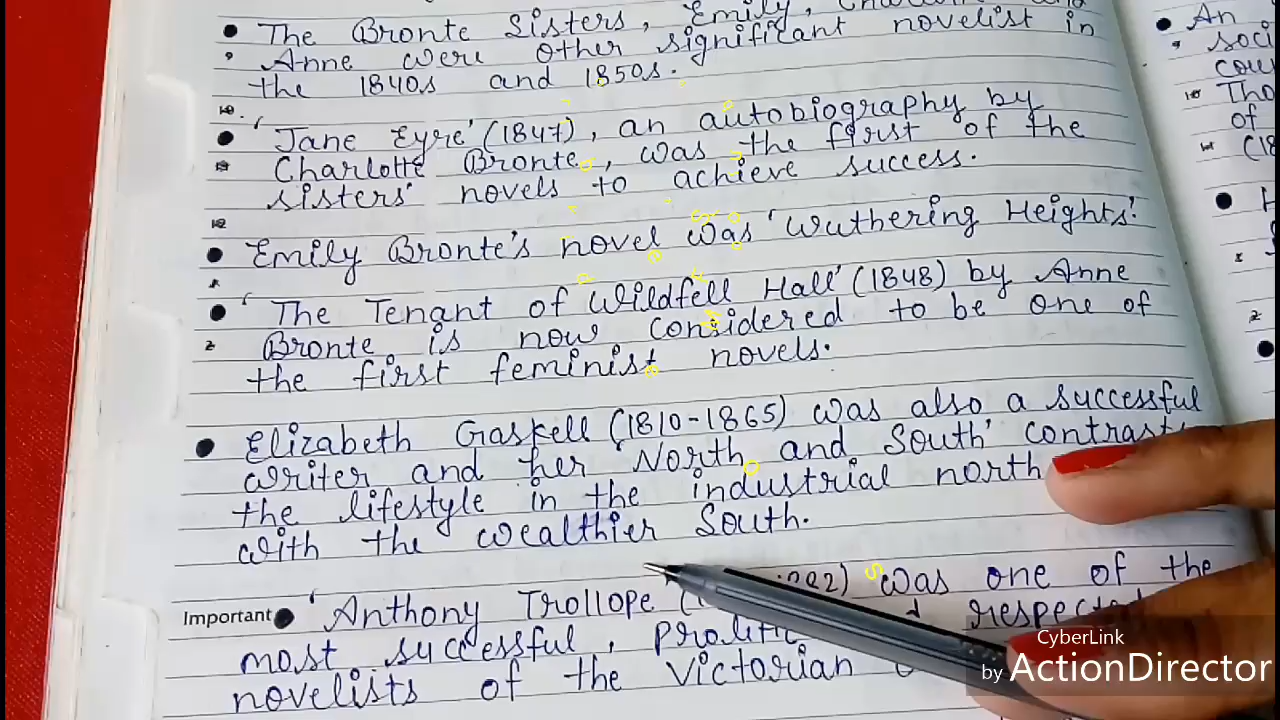 The Bronte Sisters, Emily,
Anne were other significant novelist in
the 1840s and 1850s.
'Jane Eyre' (1847), an autobiography by
Charlotte Bronte, was the first of the
sisters' novels to achieve success.
Emily Bronte's novel was 'Wuthering Heights'.
'The Tenant of Wildfell Hall' (1848) by Anne
Bronte is now considered to be one of
the first feminist novels.
Elizabeth Gaskell (1810-1865) was also a successful
writer and her 'North and South'
the lifestyle in the industrial north
with the wealthier South.
Important 'Anthony Trollope was one of the
most successful, respected
novelists of the Victorian
An
CyberLink
by ActionDirector